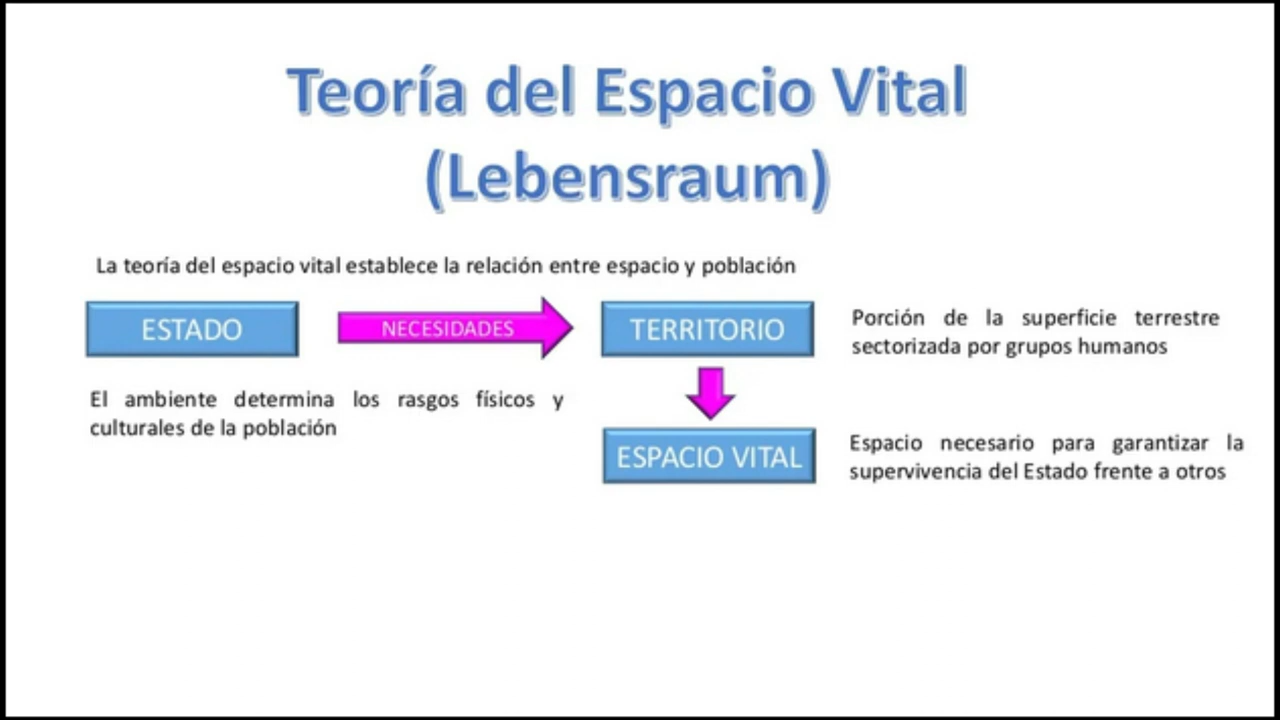 Teoría del Espacio Vital
(Lebensraum)
La teoría del espacio vital establece la relación entre espacio y población
ESTADO
NECESIDADES
TERRITORIO
Porción de la superficie terrestre
sectorizada por grupos humanos
El ambiente determina los rasgos físicos y
culturales de la población
ESPACIO VITAL
Espacio necesario para garantizar la
supervivencia del Estado frente a otros